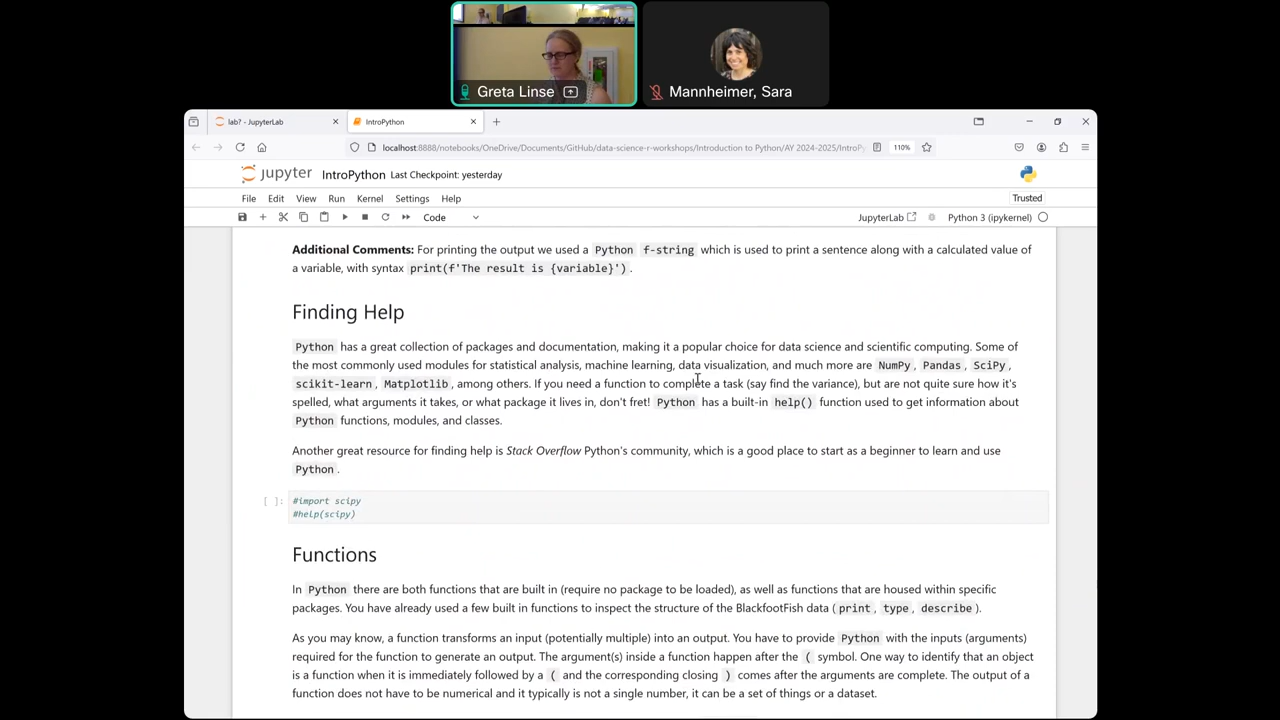 Greta Linse
Mannheimer, Sara
lab? - JupyterLab
IntroPython
localhost:8888/notebooks/OneDrive/Documents/GitHub/data-science-r-workshops/Introduction to Python/AY 2024-2025/IntroPy
110%
jupyter
IntroPython Last Checkpoint: yesterday
File Edit View Run Kernel Settings Help
Trusted
Code
JupyterLab
Python 3 (ipykernel)
Additional Comments: For printing the output we used a Python f-string which is used to print a sentence along with a calculated value of
a variable, with syntax print(f'The result is {variable}') .
Finding Help
Python has a great collection of packages and documentation, making it a popular choice for data science and scientific computing. Some of
the most commonly used modules for statistical analysis, machine learning, data visualization, and much more are NumPy , Pandas , SciPy ,
scikit-learn , Matplotlib , among others. If you need a function to complete a task (say find the variance), but are not quite sure how it's
spelled, what arguments it takes, or what package it lives in, don't fret! Python has a built-in help() function used to get information about
Python functions, modules, and classes.
Another great resource for finding help is Stack Overflow Python's community, which is a good place to start as a beginner to learn and use
Python .
[ ]:
#import scipy
#help(scipy)
Functions
In Python there are both functions that are built in (require no package to be loaded), as well as functions that are housed within specific
packages. You have already used a few built in functions to inspect the structure of the BlackfootFish data ( print , type , describe ).
As you may know, a function transforms an input (potentially multiple) into an output. You have to provide Python with the inputs (arguments)
required for the function to generate an output. The argument(s) inside a function happen after the ( symbol. One way to identify that an object
is a function when it is immediately followed by a ( and the corresponding closing ) comes after the arguments are complete. The output of a
function does not have to be numerical and it typically is not a single number, it can be a set of things or a dataset.